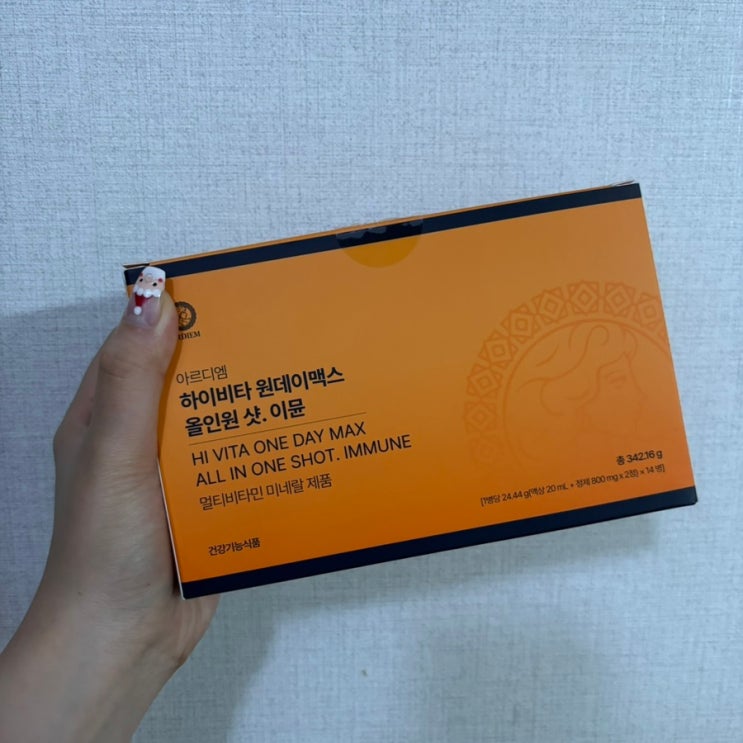 아르디엠
하이비타 원데이맥스
올인원 샷. 이뮨
HI VITA ONE DAY MAX
ALL IN ONE SHOT. IMMUNE
멀티비타민 미네랄 제품
건강기능식품
총 342.16 g
[1병당 24.44 g(액상 20 mL + 정제 800 mg x 2정) × 14 병]